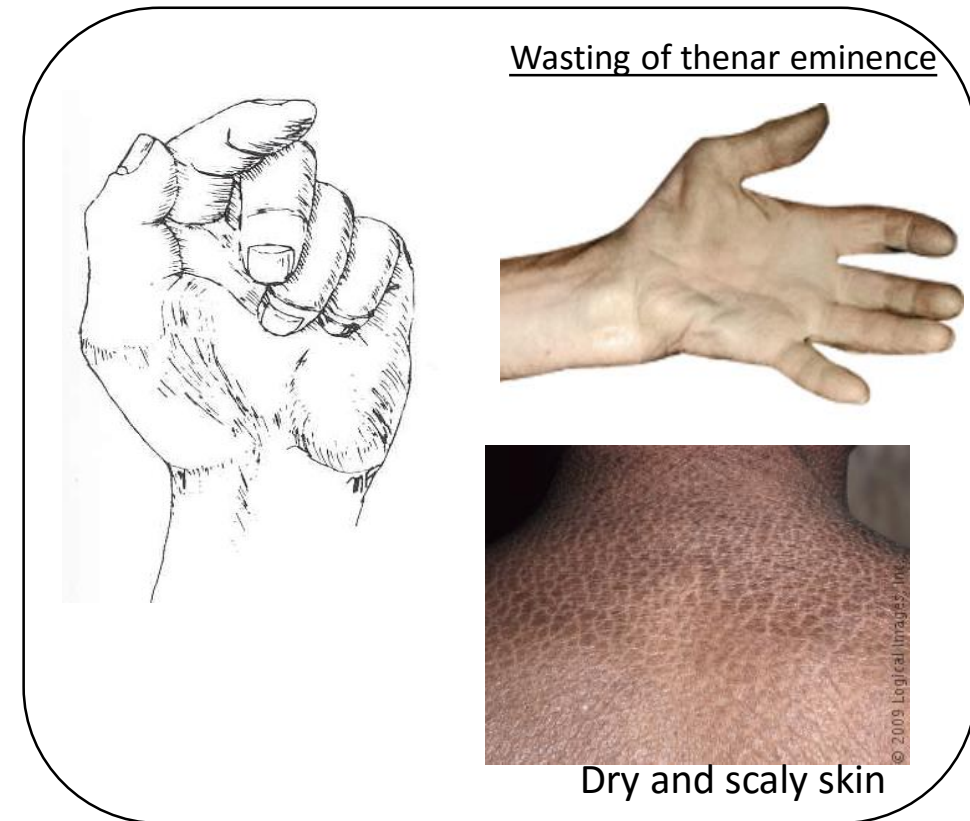 Wasting of thenar eminence
© 2009 Logical Images, Inc.
Dry and scaly skin